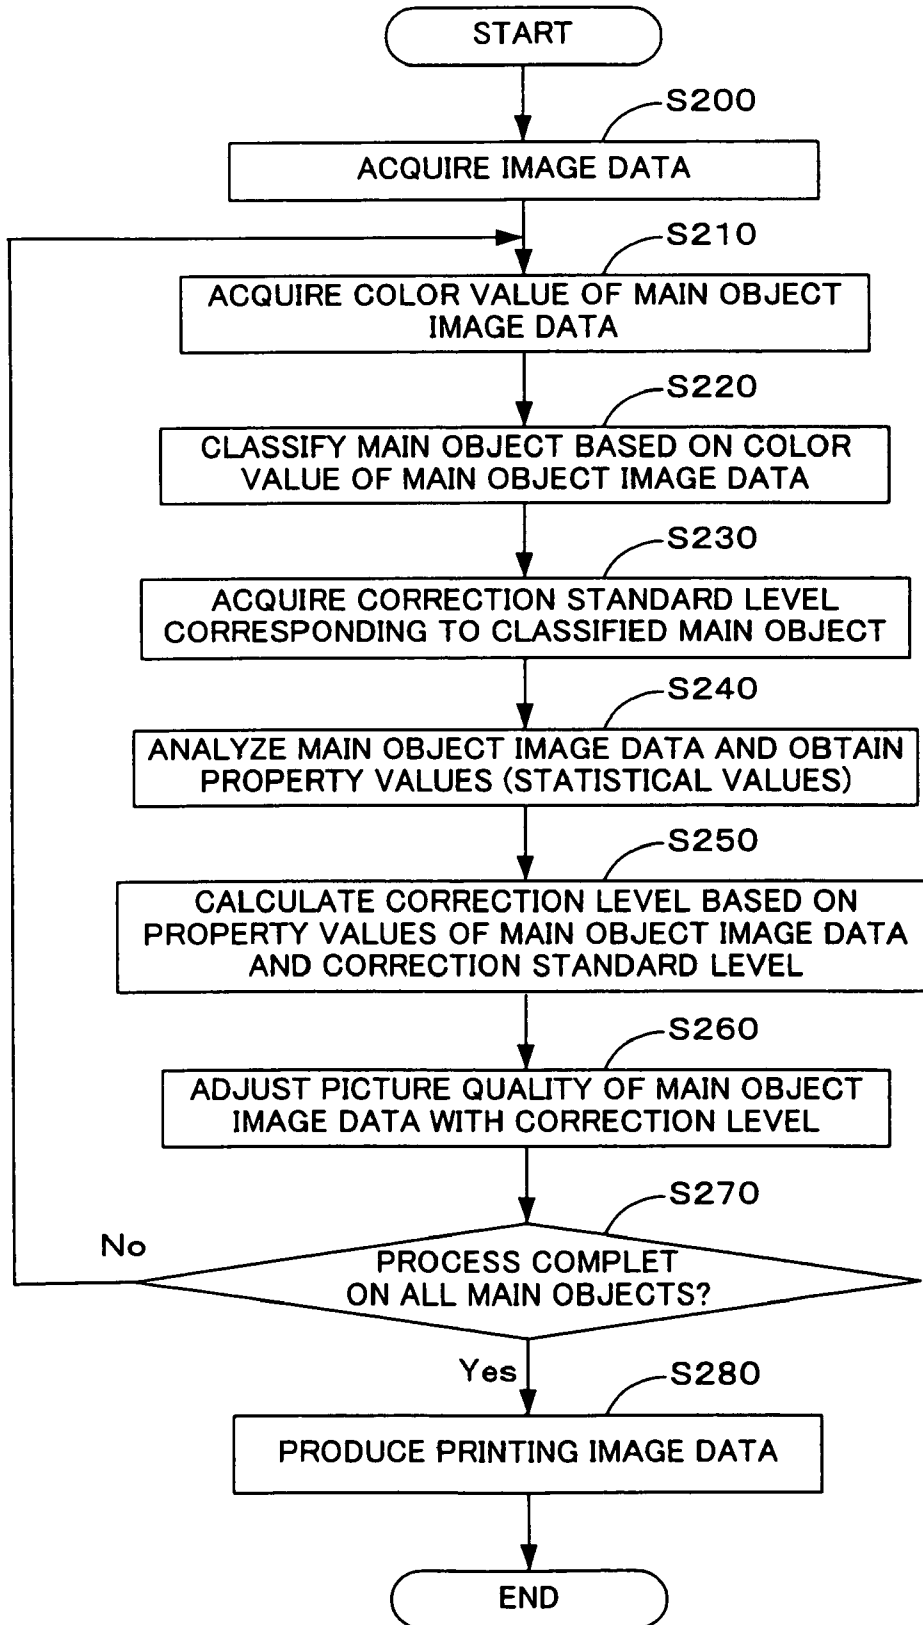 START
S200
ACQUIRE IMAGE DATA
S210
ACQUIRE COLOR VALUE OF MAIN OBJECT
IMAGE DATA
S220
CLASSIFY MAIN OBJECT BASED ON COLOR
VALUE OF MAIN OBJECT IMAGE DATA
S230
ACQUIRE CORRECTION STANDARD LEVEL
CORRESPONDING TO CLASSIFIED MAIN OBJECT
S240
ANALYZE MAIN OBJECT IMAGE DATA AND OBTAIN
PROPERTY VALUES (STATISTICAL VALUES)
S250
CALCULATE CORRECTION LEVEL BASED ON
PROPERTY VALUES OF MAIN OBJECT IMAGE DATA
AND CORRECTION STANDARD LEVEL
S260
ADJUST PICTURE QUALITY OF MAIN OBJECT
IMAGE DATA WITH CORRECTION LEVEL
S270
No
PROCESS COMPLET
ON ALL MAIN OBJECTS?
Yes
S280
PRODUCE PRINTING IMAGE DATA
END